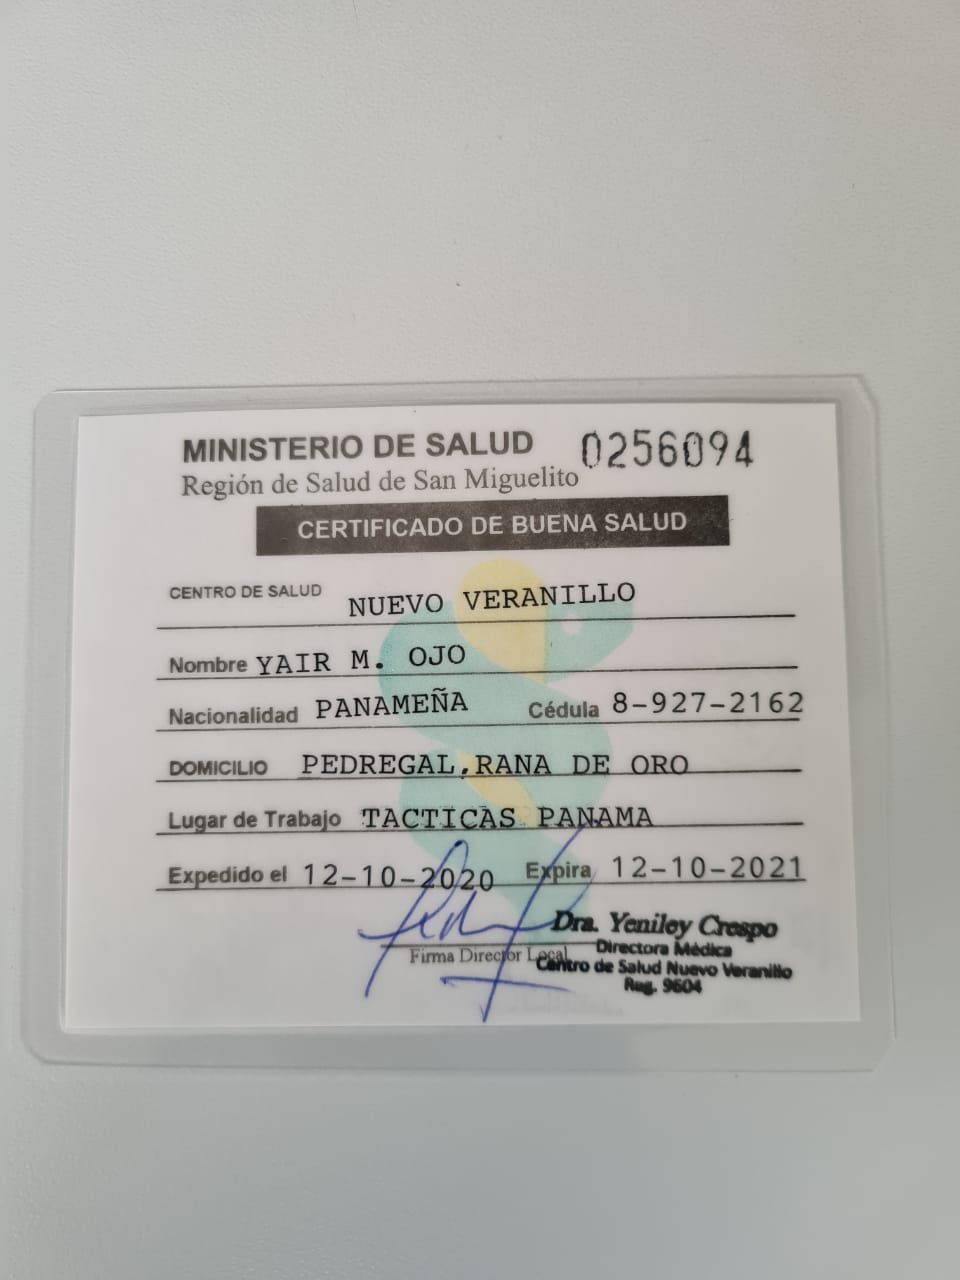 MINISTERIO DE SALUD 0256094
Región de Salud de San Miguelito
CERTIFICADO DE BUENA SALUD
CENTRO DE SALUD NUEVO VERANILLO
Nombre YAIR M. OJO
Nacionalidad PANAMEÑA Cédula 8-927-2162
DOMICILIO PEDREGAL,RANA DE ORO
Lugar de Trabajo TACTICAS PANAMA
Expedido el 12-10-2020 Expira 12-10-2021
Dra. Yeniley Crespo
Firma Director Local Directora Médica
Centro de Salud Nuevo Veranillo
Reg. 9604